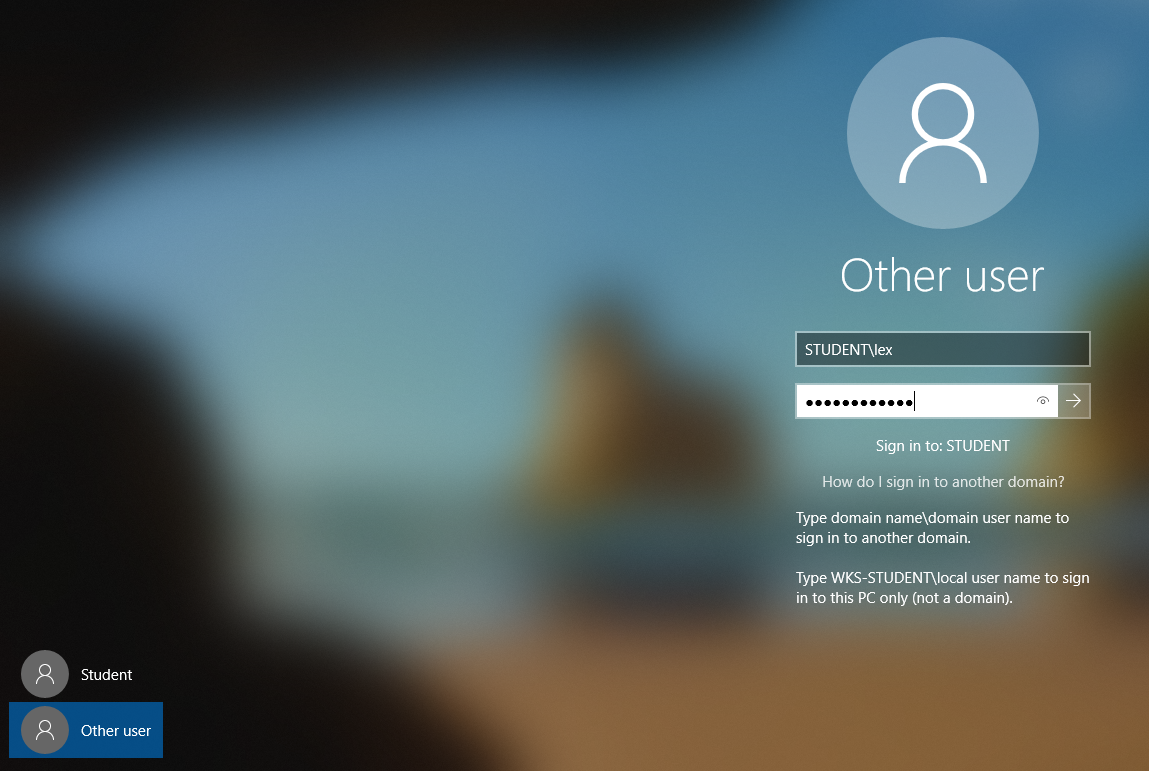 Other user
STUDENT\lex
●●●●●●●●●●●●
Sign in to: STUDENT
How do I sign in to another domain?
Type domain name\domain user name to
sign in to another domain.
Type WKS-STUDENT\local user name to sign
in to this PC only (not a domain).
Student
Other user